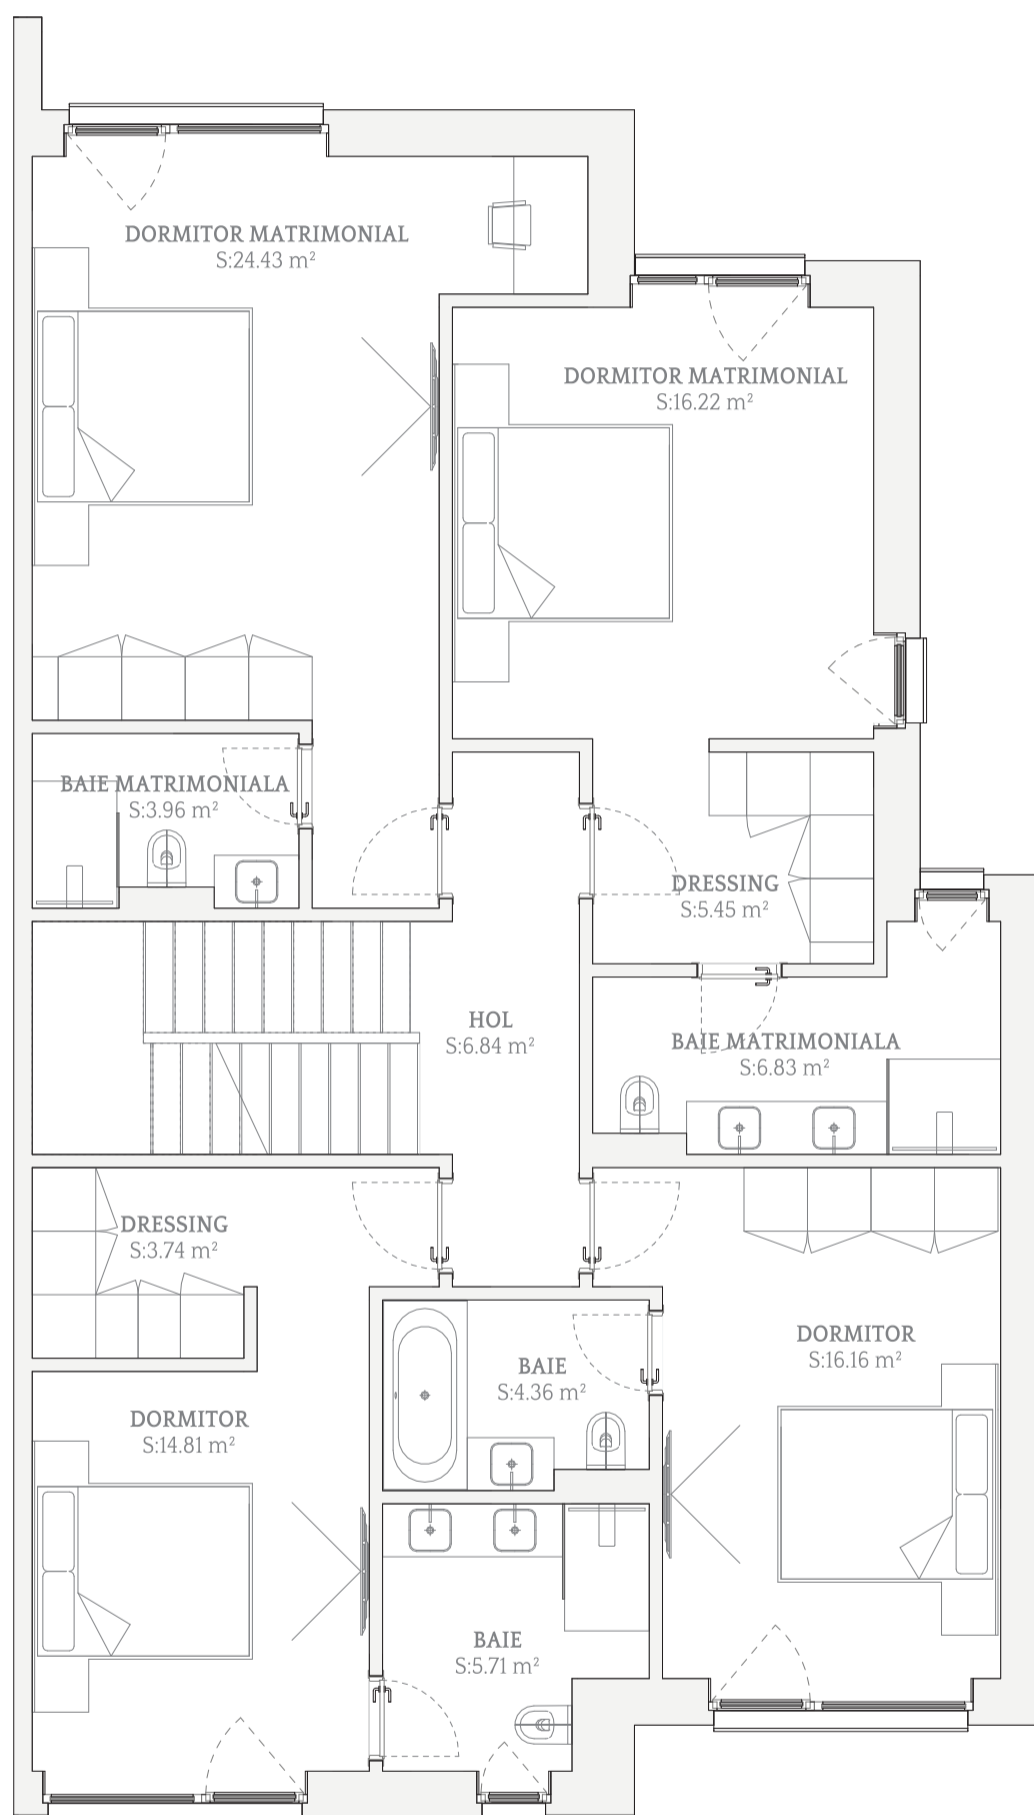 DORMITOR MATRIMONIAL
S:24.43 m²
DORMITOR MATRIMONIAL
S:16.22 m²
BAIE MATRIMONIALA
S:3.96 m²
DRESSING
S:5.45 m²
HOL
S:6.84 m²
BAIE MATRIMONIALA
S:6.83 m²
DRESSING
S:3.74 m²
DORMITOR
S:16.16 m²
BAIE
S:4.36 m²
DORMITOR
S:14.81 m²
BAIE
S:5.71 m²